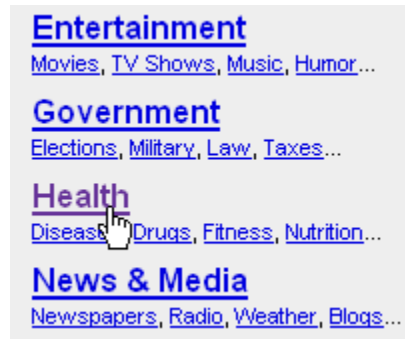 Entertainment
Movies, TV Shows, Music, Humor...
Government
Elections, Military, Law, Taxes...
Health
Drugs, Fitness, Nutrition...
News & Media
Newspapers, Radio, Weather, Blogs...